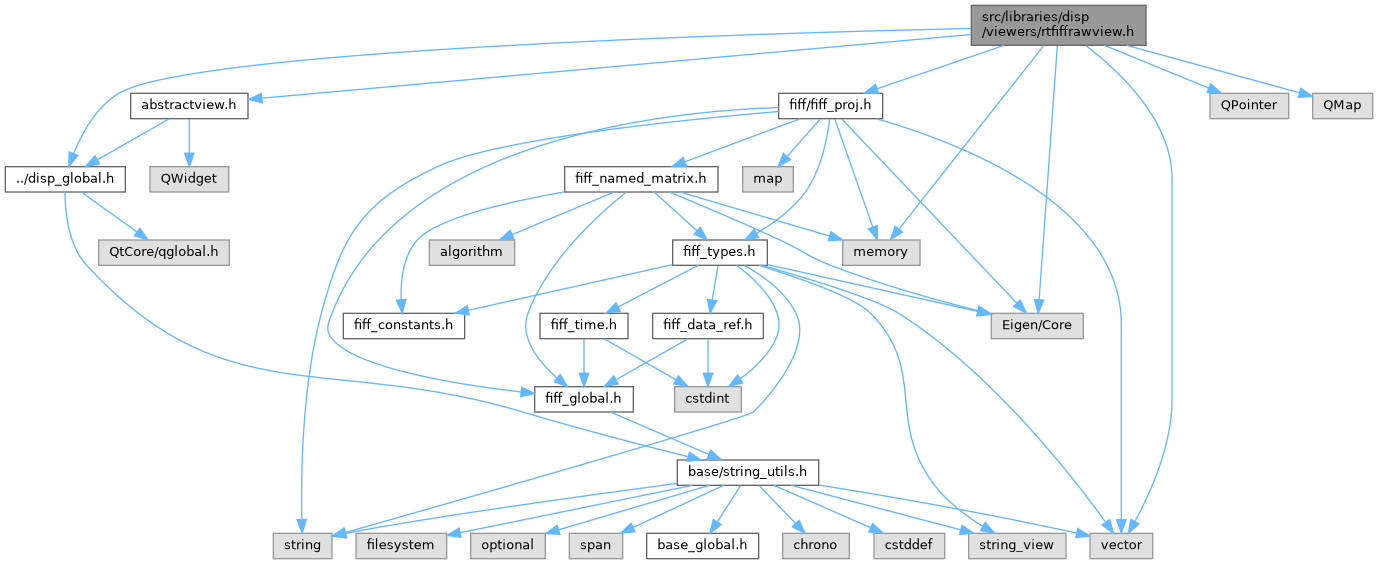 src/libraries/disp
/viewers/rtfiffrawview.h
abstractview.h
fiff/fiff_proj.h
QPointer
QMap
../disp_global.h
QWidget
fiff_named_matrix.h
map
QtCore/qglobal.h
algorithm
fiff_types.h
memory
fiff_constants.h
fiff_time.h
fiff_data_ref.h
Eigen/Core
fiff_global.h
cstdint
base/string_utils.h
string
filesystem
optional
span
base_global.h
chrono
cstddef
string_view
vector